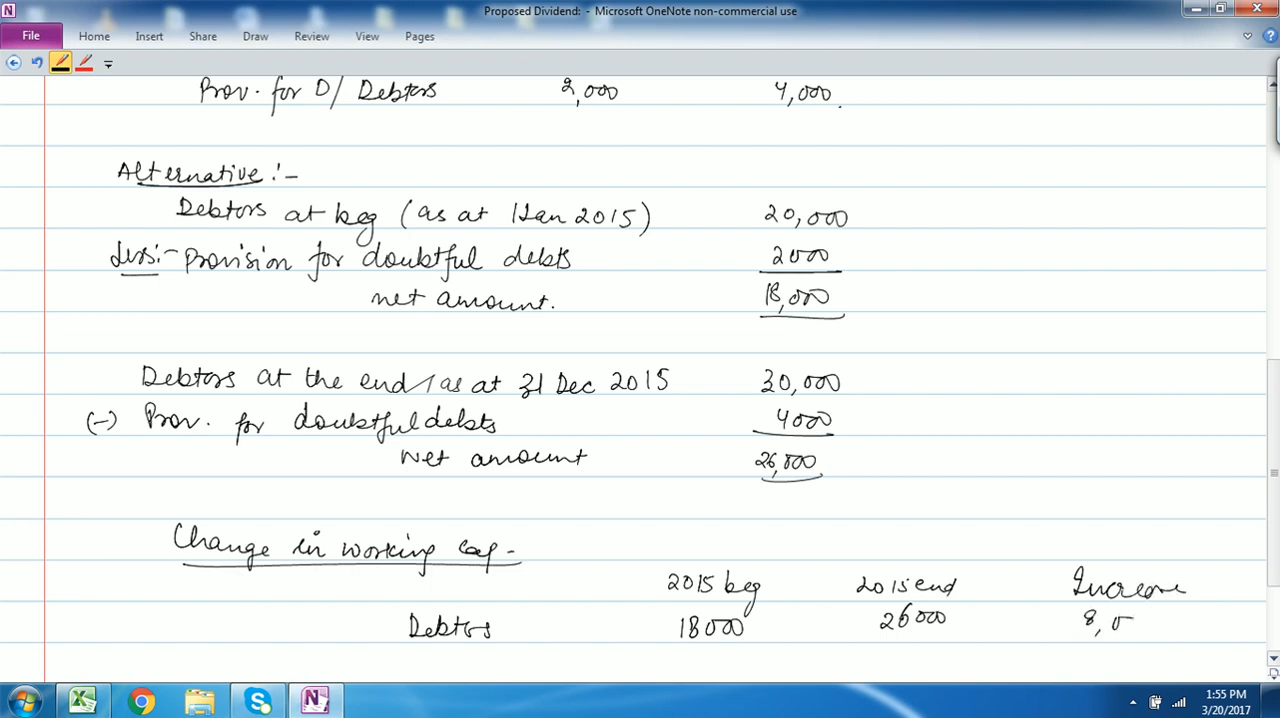 Proposed Dividend: - Microsoft OneNote non-commercial use
File Home Insert Share Draw Review View Pages
Prov. for D/ Debtors 2,000 4,000.
Alternative :-
Debtors at beg (as at 1 Jan 2015) 20,000
Less:- Provision for doubtful debts 2000
net amount. 18,000
Debtors at the end (as at 31 Dec 2015 30,000
(-) Prov. for doubtful debts 4000
Net amount 26,000
Change in working cap-
2015 beg 2015 end Increase
Debtors 18000 26000 8,0
1:55 PM
3/20/2017